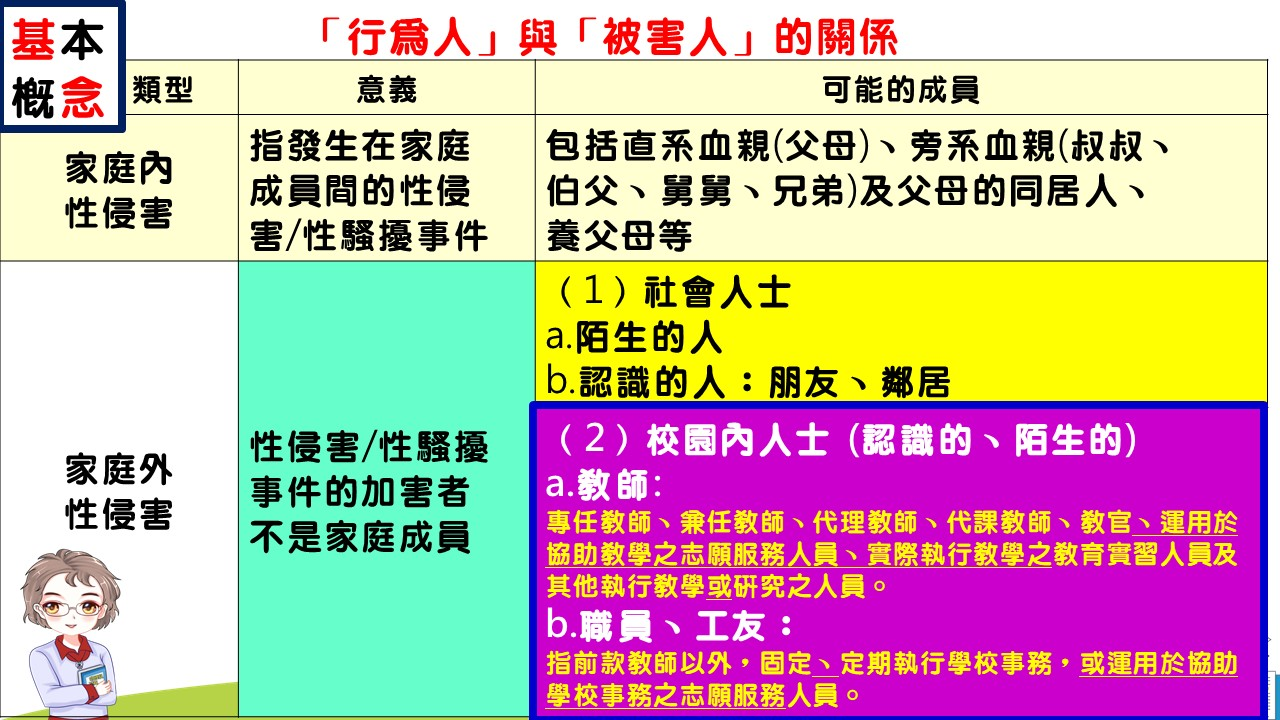 基本
概念
「行為人」與「被害人」的關係
類型
意義
可能的成員
家庭內
性侵害
指發生在家庭
成員間的性侵
害/性騷擾事件
包括直系血親(父母)、旁系血親(叔叔、
伯父、舅舅、兄弟)及父母的同居人、
養父母等
家庭外
性侵害
性侵害/性騷擾
事件的加害者
不是家庭成員
（1）社會人士
a.陌生的人
b.認識的人：朋友、鄰居
（2）校園內人士 (認識的、陌生的)
a.教師:
專任教師、兼任教師、代理教師、代課教師、教官、運用於
協助教學之志願服務人員、實際執行教學之教育實習人員及
其他執行教學或研究之人員。
b.職員、工友：
指前款教師以外，固定、定期執行學校事務，或運用於協助
學校事務之志願服務人員。